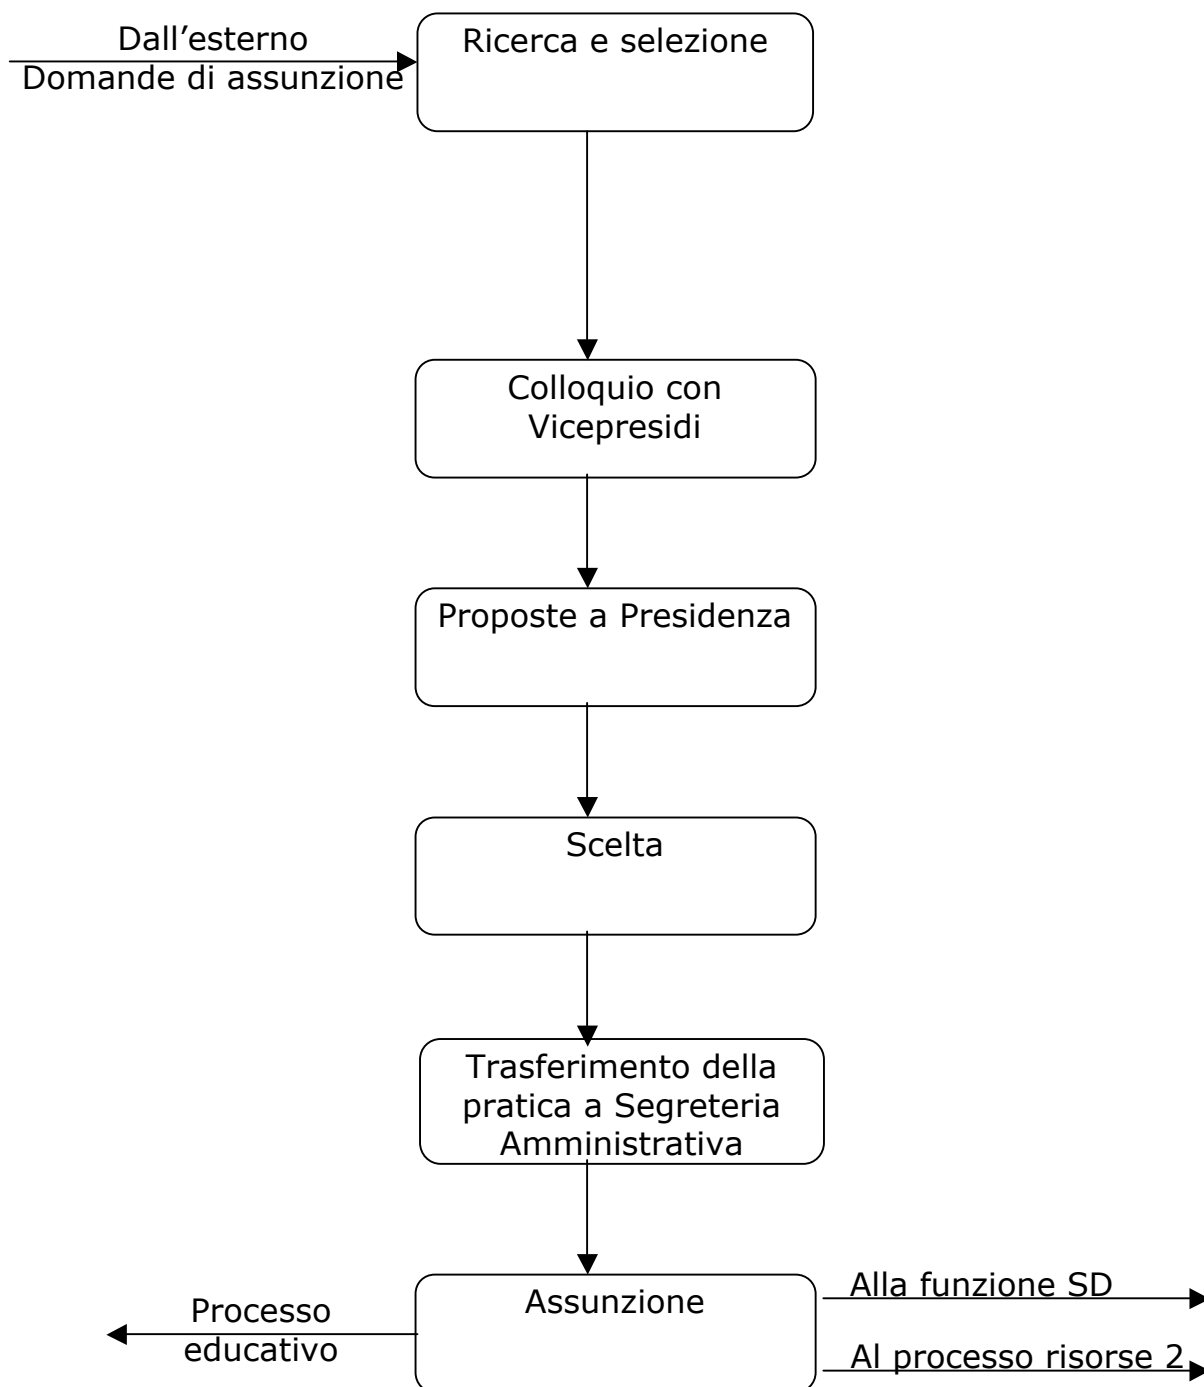 Dall’esterno
Domande di assunzione
Ricerca e selezione
Colloquio con
Vicepresidi
Proposte a Presidenza
Scelta
Trasferimento della
pratica a Segreteria
Amministrativa
Assunzione
Processo
educativo
Alla funzione SD
Al processo risorse 2